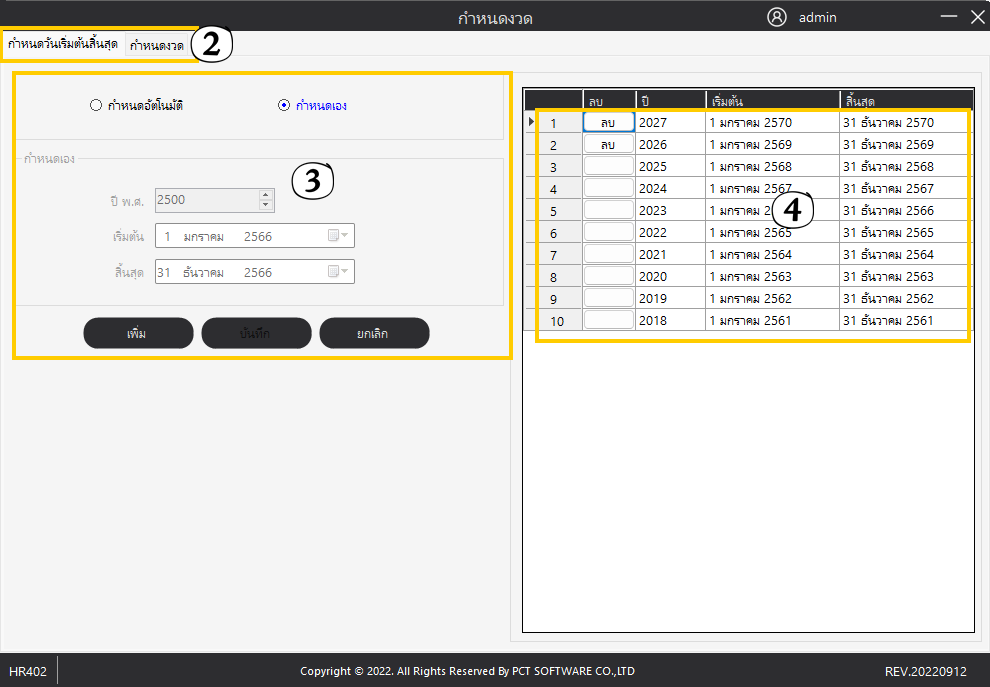 กำหนดงวด
admin
กำหนดวันเริ่มต้นสิ้นสุด กำหนดงวด 2
กำหนดอัตโนมัติ กำหนดเอง
กำหนดเอง
3
ปี พ.ศ. 2500
เริ่มต้น 1 มกราคม 2566
สิ้นสุด 31 ธันวาคม 2566
เพิ่ม บันทึก ยกเลิก
ลบ ปี เริ่มต้น สิ้นสุด
1 ลบ 2027 1 มกราคม 2570 31 ธันวาคม 2570
2 ลบ 2026 1 มกราคม 2569 31 ธันวาคม 2569
3 2025 1 มกราคม 2568 31 ธันวาคม 2568
4 2024 1 มกราคม 2567 31 ธันวาคม 2567
5 2023 1 มกราคม 2 4 31 ธันวาคม 2566
6 2022 1 มกราคม 2565 31 ธันวาคม 2565
7 2021 1 มกราคม 2564 31 ธันวาคม 2564
8 2020 1 มกราคม 2563 31 ธันวาคม 2563
9 2019 1 มกราคม 2562 31 ธันวาคม 2562
10 2018 1 มกราคม 2561 31 ธันวาคม 2561
HR402 Copyright © 2022. All Rights Reserved By PCT SOFTWARE CO.,LTD REV.20220912